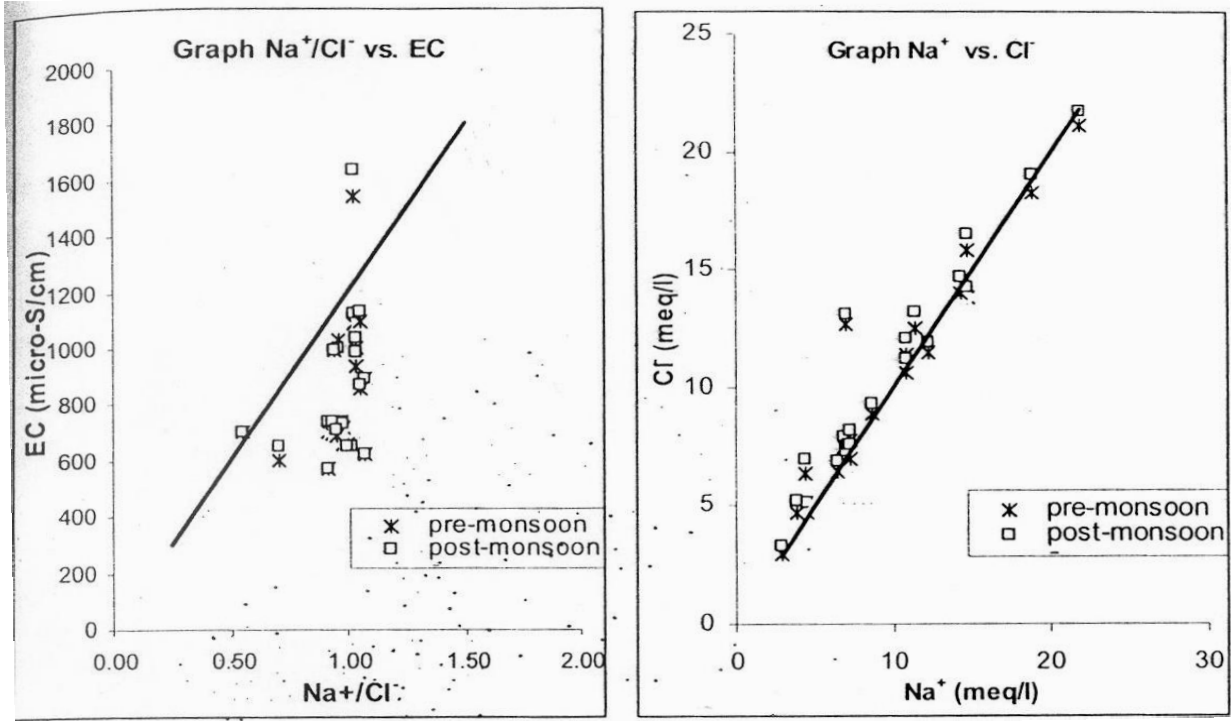 Graph Na⁺/Cl⁻ vs. EC
2000
1800
1600
1400
1200
1000
800
600
400
200
0
EC (micro-S/cm)
0.00 0.50 1.00 1.50 2.00
Na+/Cl⁻
pre-monsoon
post-monsoon
Graph Na⁺ vs. Cl⁻
25
20
15
10
5
0
Cl⁻ (meq/l)
0 10 20 30
Na⁺ (meq/l)
pre-monsoon
post-monsoon